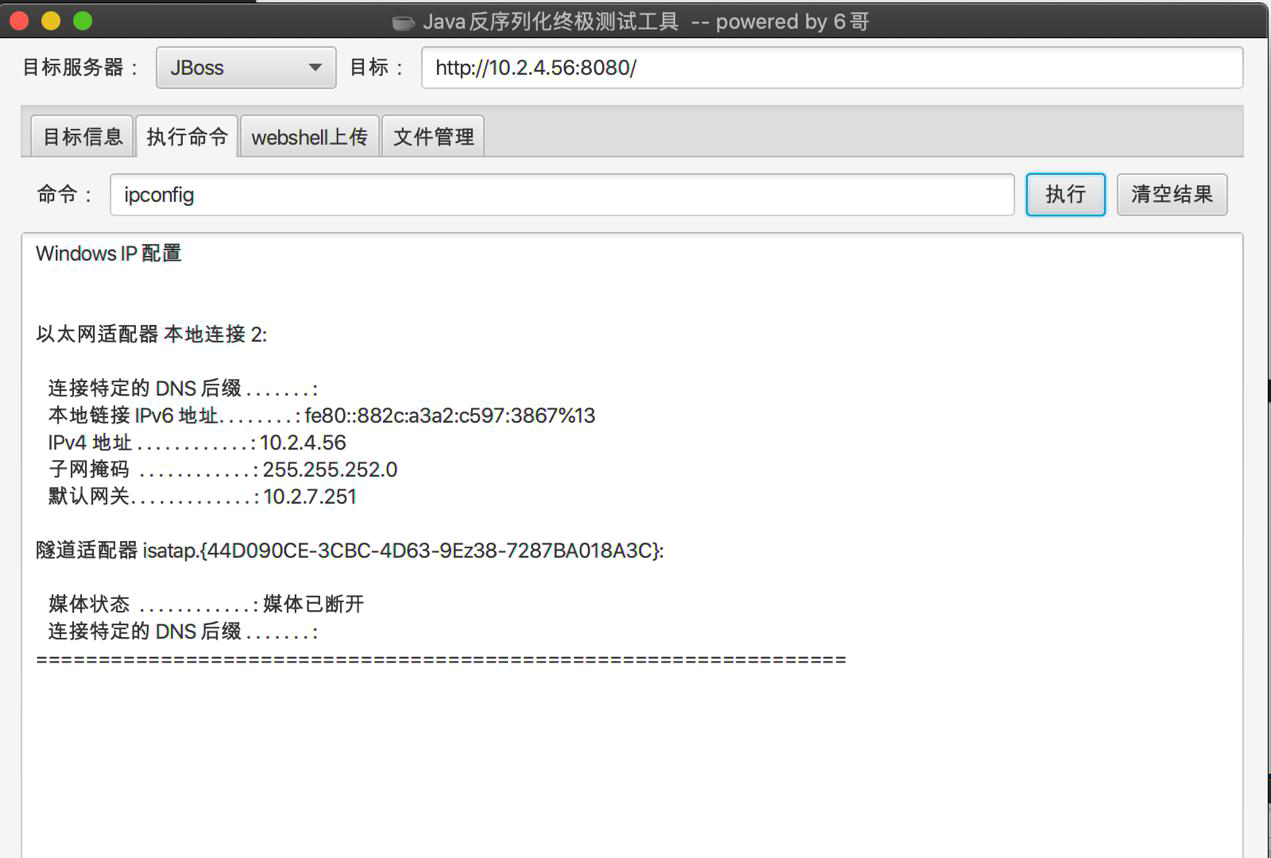 Java反序列化终极测试工具 -- powered by 6哥
目标服务器： JBoss 目标： http://10.2.4.56:8080/
目标信息 执行命令 webshell上传 文件管理
命令： ipconfig 执行 清空结果
Windows IP 配置
以太网适配器 本地连接 2:
连接特定的 DNS 后缀 . . . . . . . :
本地链接 IPv6 地址. . . . . . . . : fe80::882c:a3a2:c597:3867%13
IPv4 地址 . . . . . . . . . . . . : 10.2.4.56
子网掩码 . . . . . . . . . . . . : 255.255.252.0
默认网关. . . . . . . . . . . . . : 10.2.7.251
隧道适配器 isatap.{44D090CE-3CBC-4D63-9Ez38-7287BA018A3C}:
媒体状态 . . . . . . . . . . . . : 媒体已断开
连接特定的 DNS 后缀 . . . . . . . :
=================================================================